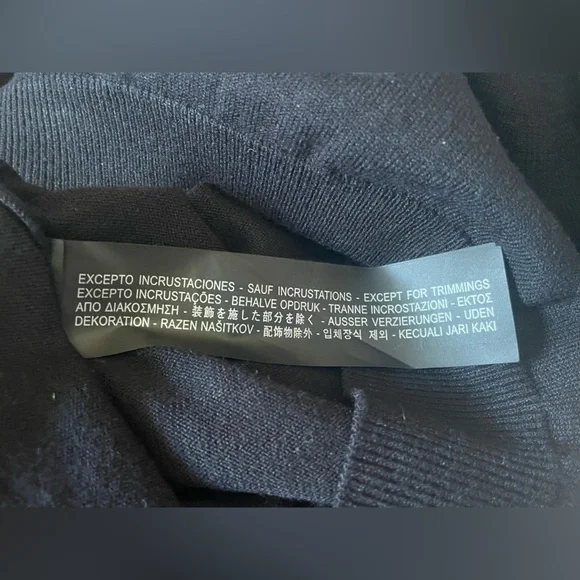 EXCEPTO INCRUSTACIONES - SAUF INCRUSTATIONS - EXCEPT FOR TRIMMINGS
EXCEPTO INCRUSTAÇÕES - BEHALVE OPDRUK - TRANNE INCROSTAZIONI - ΕΚΤΟΣ
ΑΠΟ ΔΙΑΚΟΣΜΗΣΗ - 装飾を施した部分を除く - AUSSER VERZIERUNGEN - UDEN
DEKORATION - RAZEN NAŠITKOV - 配饰物除外 - 입체장식 제외 - KECUALI JARI KAKI